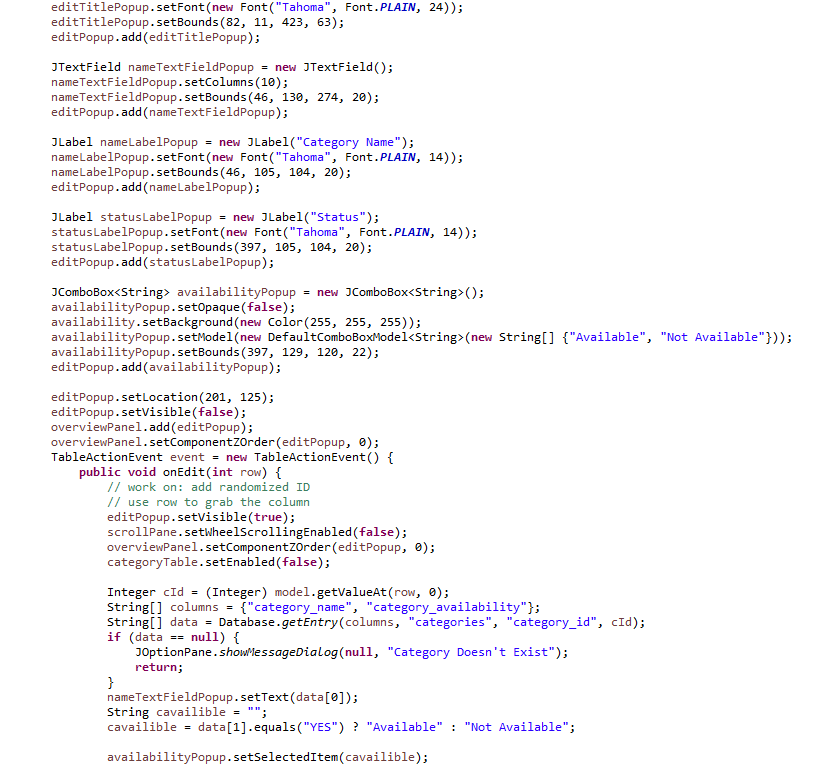 editTitlePopup.setFont(new Font("Tahoma", Font.PLAIN, 24));
editTitlePopup.setBounds(82, 11, 423, 63);
editPopup.add(editTitlePopup);
JTextField nameTextFieldPopup = new JTextField();
nameTextFieldPopup.setColumns(10);
nameTextFieldPopup.setBounds(46, 130, 274, 20);
editPopup.add(nameTextFieldPopup);
JLabel nameLabelPopup = new JLabel("Category Name");
nameLabelPopup.setFont(new Font("Tahoma", Font.PLAIN, 14));
nameLabelPopup.setBounds(46, 105, 104, 20);
editPopup.add(nameLabelPopup);
JLabel statusLabelPopup = new JLabel("Status");
statusLabelPopup.setFont(new Font("Tahoma", Font.PLAIN, 14));
statusLabelPopup.setBounds(397, 105, 104, 20);
editPopup.add(statusLabelPopup);
JComboBox<String> availabilityPopup = new JComboBox<String>();
availabilityPopup.setOpaque(false);
availability.setBackground(new Color(255, 255, 255));
availabilityPopup.setModel(new DefaultComboBoxModel<String>(new String[] {"Available", "Not Available"}));
availabilityPopup.setBounds(397, 129, 120, 22);
editPopup.add(availabilityPopup);
editPopup.setLocation(201, 125);
editPopup.setVisible(false);
overviewPanel.add(editPopup);
overviewPanel.setComponentZOrder(editPopup, 0);
TableActionEvent event = new TableActionEvent() {
public void onEdit(int row) {
// work on: add randomized ID
// use row to grab the column
editPopup.setVisible(true);
scrollPane.setWheelScrollingEnabled(false);
overviewPanel.setComponentZOrder(editPopup, 0);
categoryTable.setEnabled(false);
Integer cId = (Integer) model.getValueAt(row, 0);
String[] columns = {"category_name", "category_availability"};
String[] data = Database.getEntry(columns, "categories", "category_id", cId);
if (data == null) {
JOptionPane.showMessageDialog(null, "Category Doesn't Exist");
return;
}
nameTextFieldPopup.setText(data[0]);
String cavailible = "";
cavailible = data[1].equals("YES") ? "Available" : "Not Available";
availabilityPopup.setSelectedItem(cavailible);